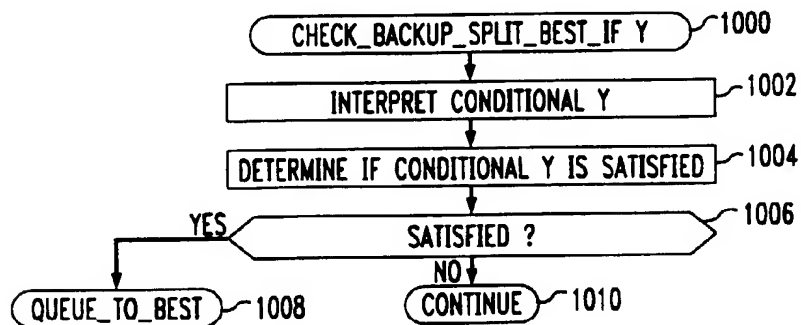 CHECK_BACKUP_SPLIT_BEST_IF Y 1000
INTERPRET CONDITIONAL Y 1002
DETERMINE IF CONDITIONAL Y IS SATISFIED 1004
SATISFIED ? 1006
YES
NO
QUEUE_TO_BEST 1008
CONTINUE 1010